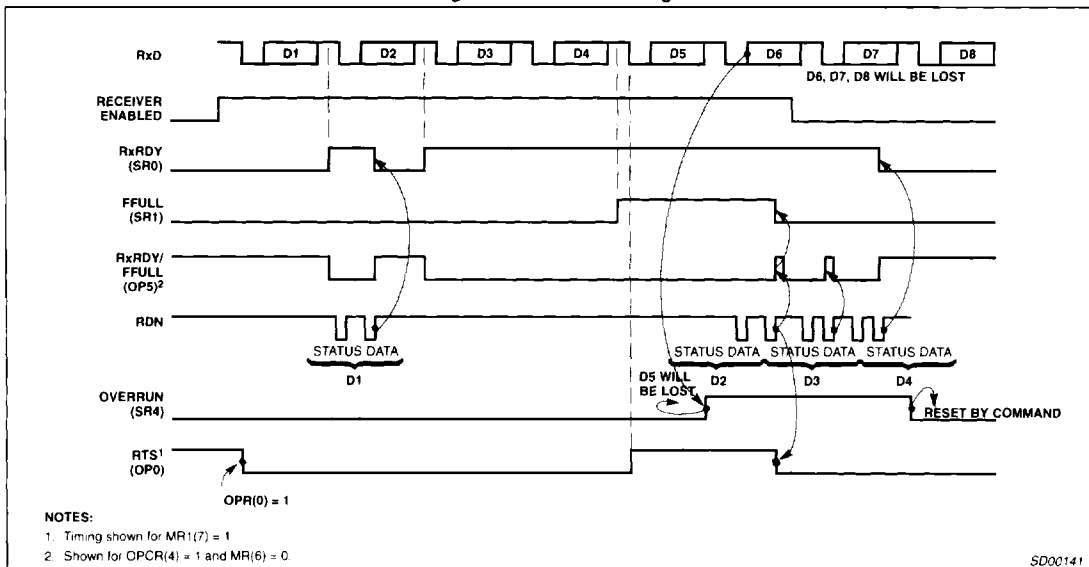 RxD
D1
D2
D3
D4
D5
D6
D7
D8
D6, D7, D8 WILL BE LOST
RECEIVER
ENABLED
RxRDY
(SR0)
FFULL
(SR1)
RxRDY/
FFULL
(OP5)2
RDN
STATUS DATA
D1
STATUS DATA
D2
STATUS DATA
D3
STATUS DATA
D4
D5 WILL
BE LOST
OVERRUN
(SR4)
RESET BY COMMAND
RTS1
(OP0)
OPR(0) = 1
NOTES:
1. Timing shown for MR1(7) = 1
2. Shown for OPCR(4) = 1 and MR(6) = 0.
SD00141